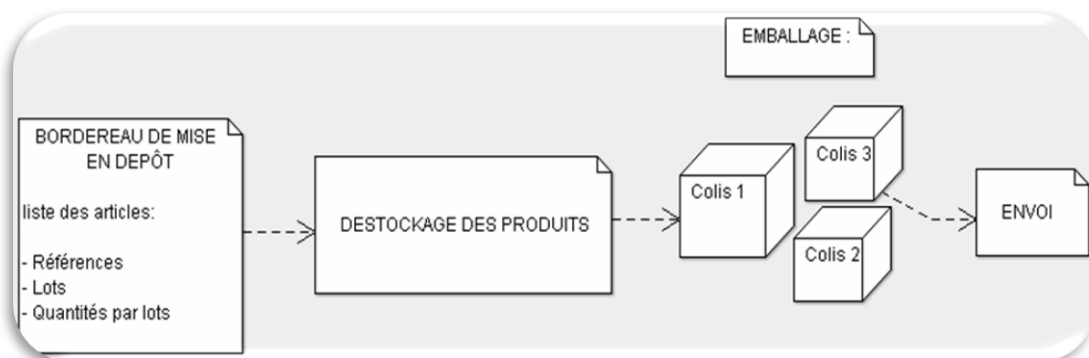 BORDEREAU DE MISE
EN DEPÔT
liste des articles:
- Références
- Lots
- Quantités par lots
DESTOCKAGE DES PRODUITS
EMBALLAGE :
Colis 1
Colis 3
Colis 2
ENVOI